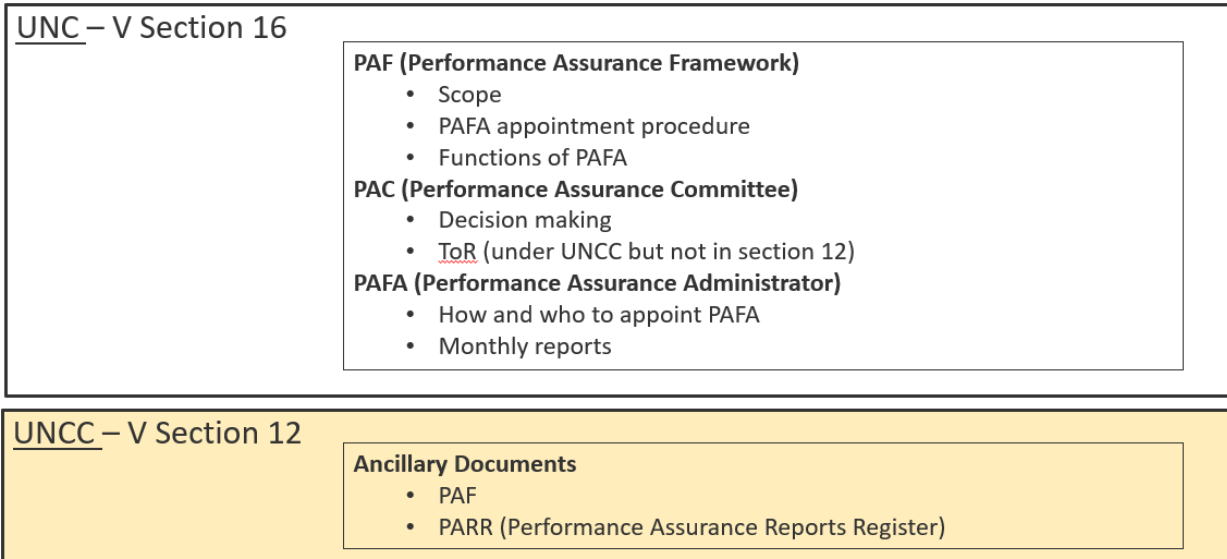 UNC – V Section 16
PAF (Performance Assurance Framework)
• Scope
• PAFA appointment procedure
• Functions of PAFA
PAC (Performance Assurance Committee)
• Decision making
• ToR (under UNCC but not in section 12)
PAFA (Performance Assurance Administrator)
• How and who to appoint PAFA
• Monthly reports
UNCC – V Section 12
Ancillary Documents
• PAF
• PARR (Performance Assurance Reports Register)